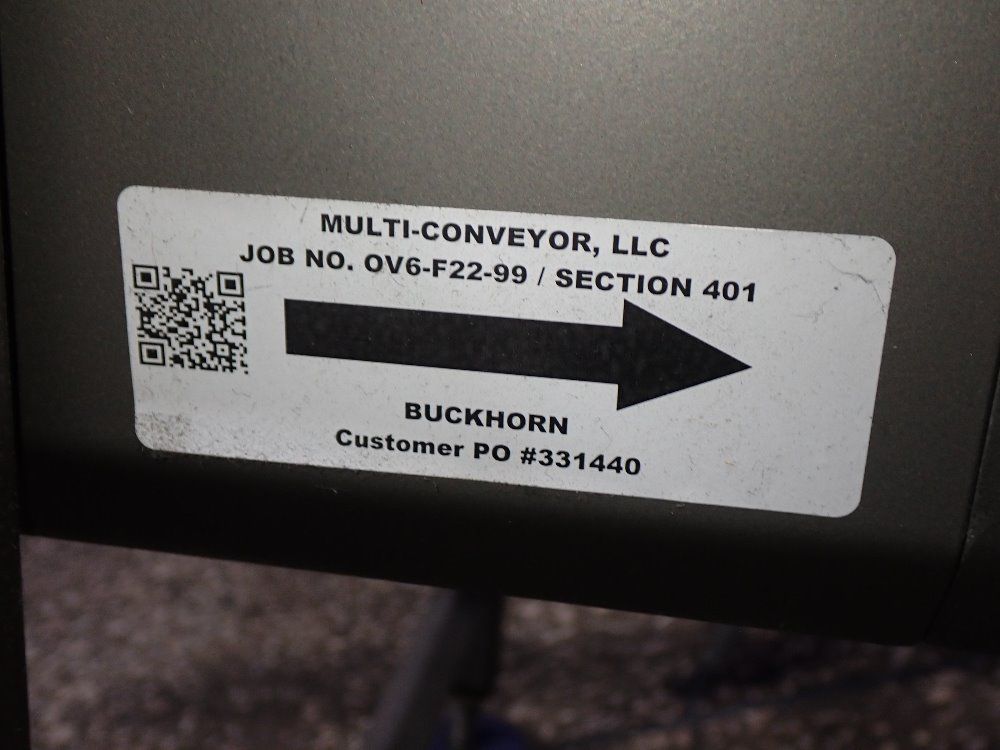 MULTI-CONVEYOR, LLC
JOB NO. OV6-F22-99 / SECTION 401
BUCKHORN
Customer PO #331440